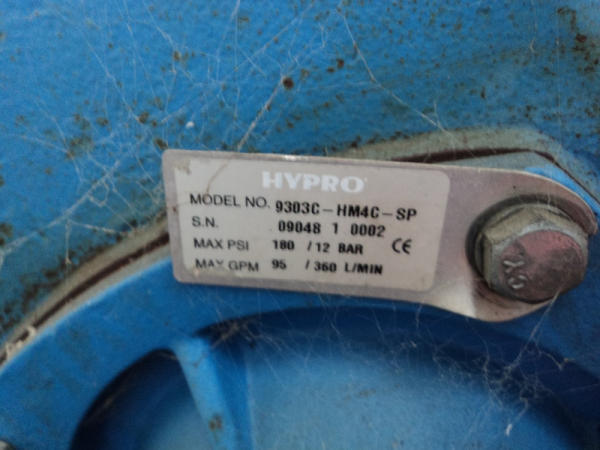 HYPRO
MODEL NO. 9303C-HM4C-SP
S.N. 09048 1 0002
MAX PSI 180 / 12 BAR CE
MAX GPM 95 / 360 L/MIN